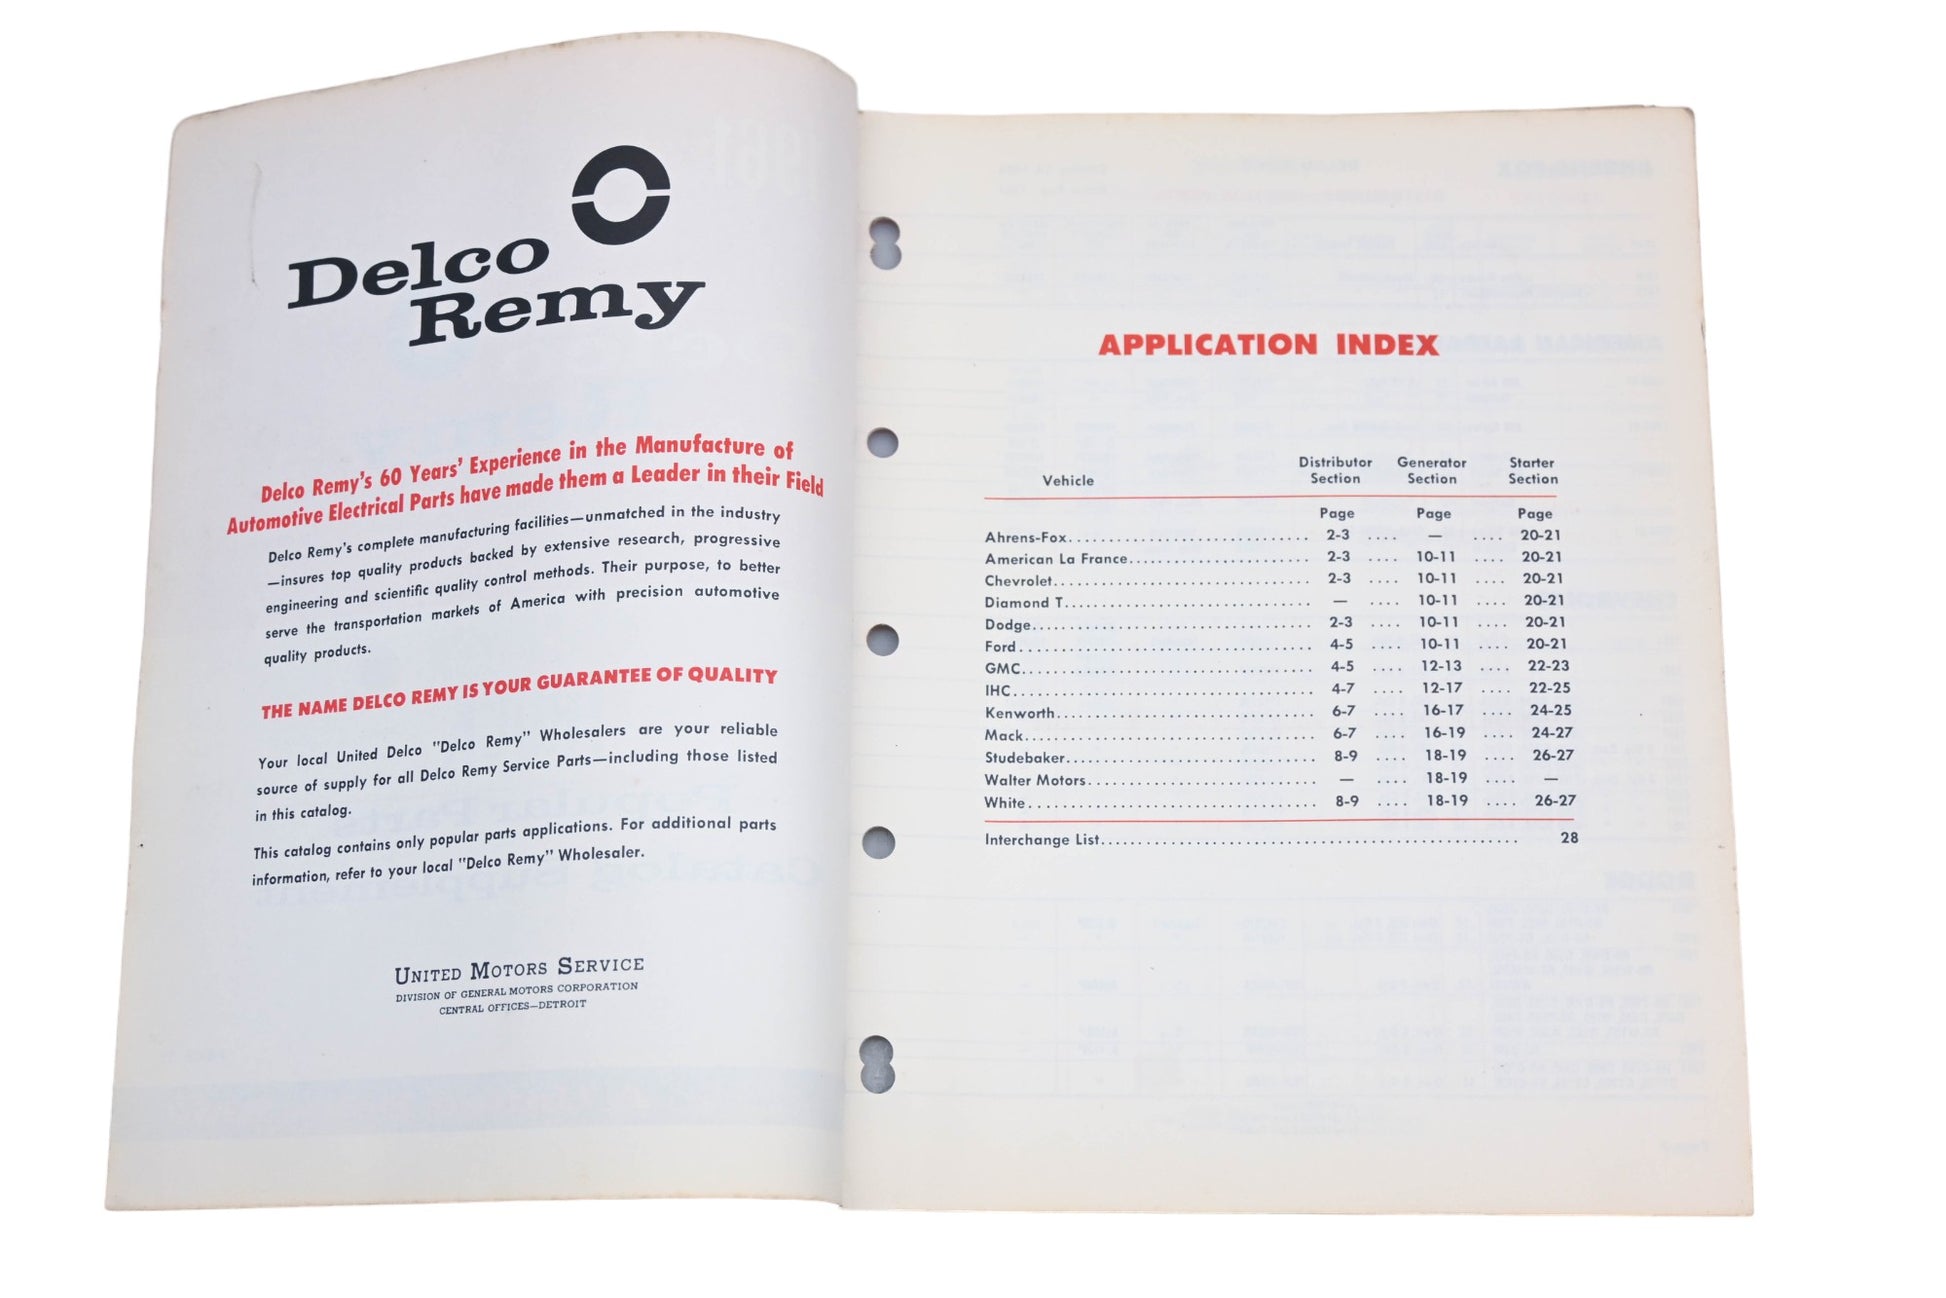 Delco
Remy
Delco Remy's 60 Years' Experience in the Manufacture of
Automotive Electrical Parts have made them a Leader in their Field
Delco Remy's complete manufacturing facilities—unmatched in the industry
—insures top quality products backed by extensive research, progressive
engineering and scientific quality control methods. Their purpose, to better
serve the transportation markets of America with precision automotive
quality products.
THE NAME DELCO REMY IS YOUR GUARANTEE OF QUALITY
Your local United Delco "Delco Remy" Wholesalers are your reliable
source of supply for all Delco Remy Service Parts—including those listed
in this catalog.
This catalog contains only popular parts applications. For additional parts
information, refer to your local "Delco Remy" Wholesaler.
UNITED MOTORS SERVICE
DIVISION OF GENERAL MOTORS CORPORATION
CENTRAL OFFICES—DETROIT
APPLICATION INDEX
Vehicle Distributor Section Generator Section Starter Section
Page Page Page
Ahrens-Fox 2-3 .... — .... 20-21
American La France 2-3 .... 10-11 .... 20-21
Chevrolet 2-3 .... 10-11 .... 20-21
Diamond T — .... 10-11 .... 20-21
Dodge 2-3 .... 10-11 .... 20-21
Ford 4-5 .... 10-11 .... 20-21
GMC 4-5 .... 12-13 .... 22-23
IHC 4-7 .... 12-17 .... 22-25
Kenworth 6-7 .... 16-17 .... 24-25
Mack 6-7 .... 16-19 .... 24-27
Studebaker 8-9 .... 18-19 .... 26-27
Walter Motors — .... 18-19 .... —
White 8-9 .... 18-19 .... 26-27
Interchange List 28